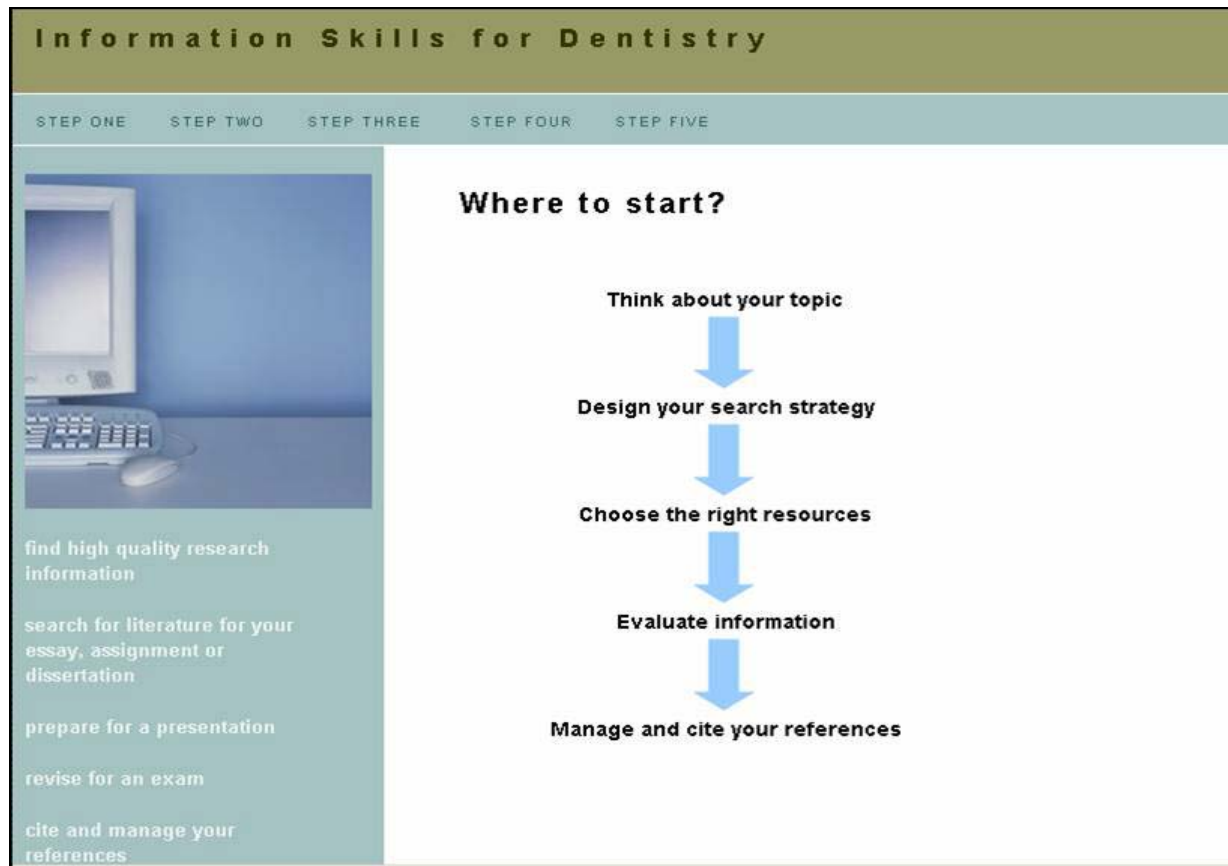 Information Skills for Dentistry
STEP ONE STEP TWO STEP THREE STEP FOUR STEP FIVE
find high quality research
information
search for literature for your
essay, assignment or
dissertation
prepare for a presentation
revise for an exam
cite and manage your
references
Where to start?
Think about your topic
Design your search strategy
Choose the right resources
Evaluate information
Manage and cite your references